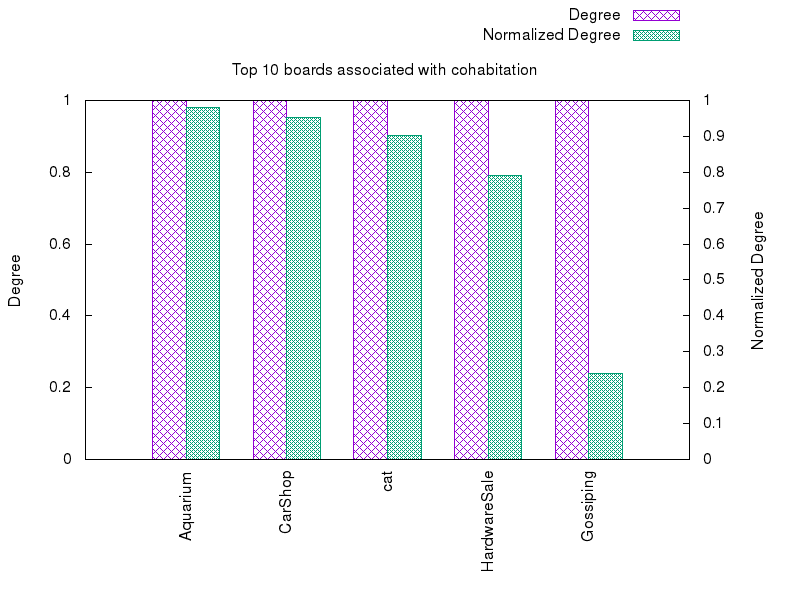 Degree
Normalized Degree
Top 10 boards associated with cohabitation
1
0.8
0.6
0.4
0.2
0
Degree
1
0.9
0.8
0.7
0.6
0.5
0.4
0.3
0.2
0.1
0
Normalized Degree
Aquarium
CarShop
cat
HardwareSale
Gossiping